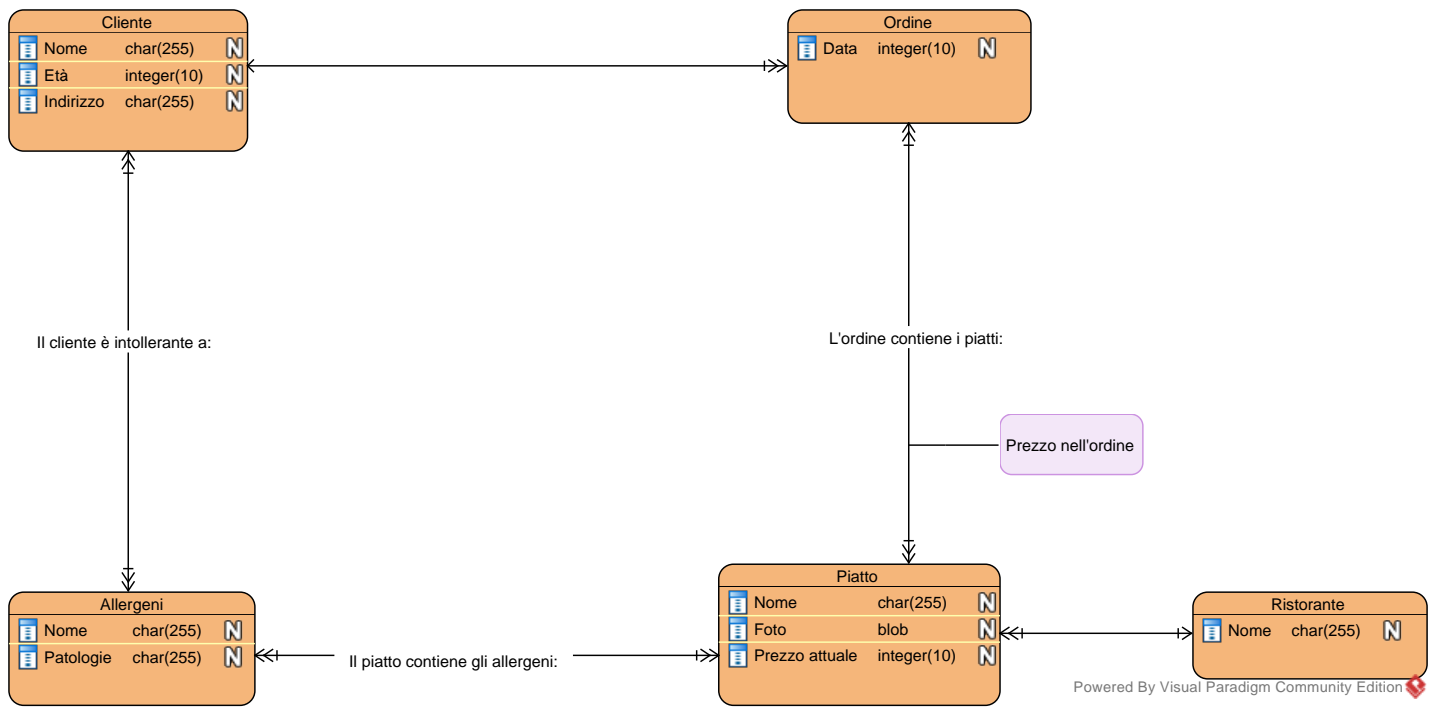 Cliente
Nome char(255) N
Età integer(10) N
Indirizzo char(255) N
Ordine
Data integer(10) N
Il cliente è intollerante a:
L'ordine contiene i piatti:
Prezzo nell'ordine
Allergeni
Nome char(255) N
Patologie char(255) N
Il piatto contiene gli allergeni:
Piatto
Nome char(255) N
Foto blob N
Prezzo attuale integer(10) N
Ristorante
Nome char(255) N
Powered By Visual Paradigm Community Edition